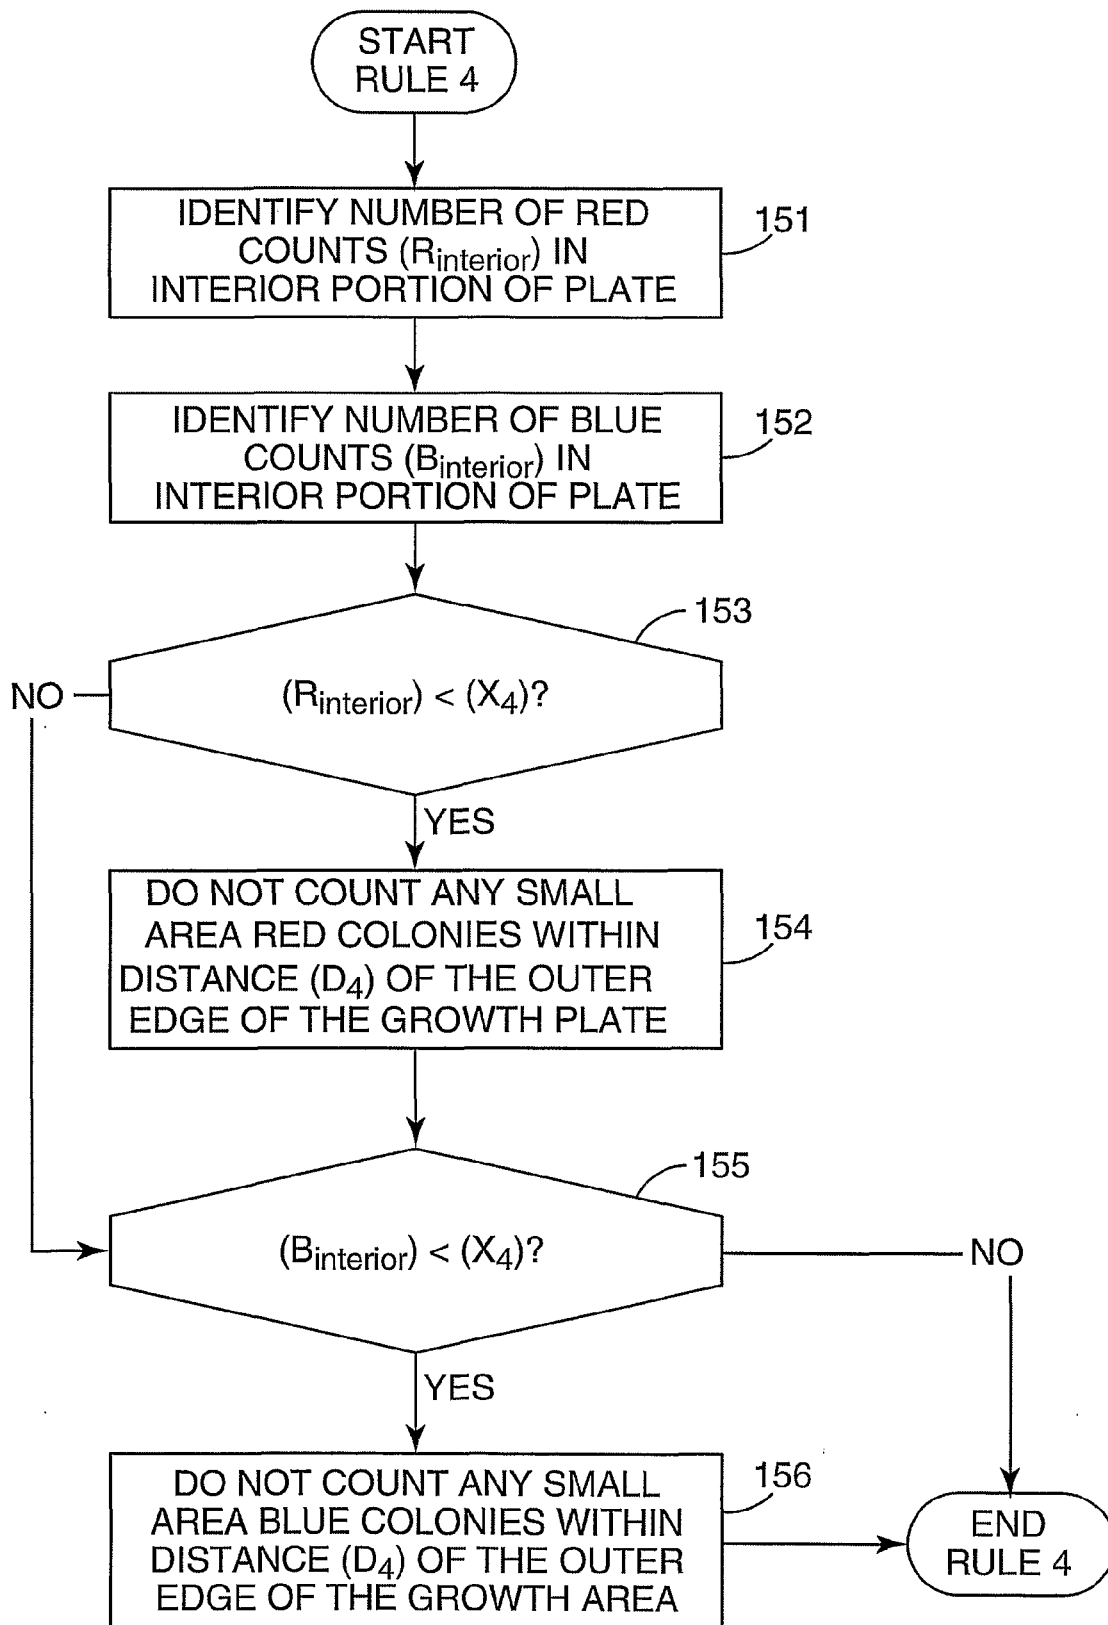 START
RULE 4
IDENTIFY NUMBER OF RED
COUNTS (Rinterior) IN
INTERIOR PORTION OF PLATE
151
IDENTIFY NUMBER OF BLUE
COUNTS (Binterior) IN
INTERIOR PORTION OF PLATE
152
153
NO
(Rinterior) < (X4)?
YES
DO NOT COUNT ANY SMALL
AREA RED COLONIES WITHIN
DISTANCE (D4) OF THE OUTER
EDGE OF THE GROWTH PLATE
154
155
(Binterior) < (X4)?
NO
YES
DO NOT COUNT ANY SMALL
AREA BLUE COLONIES WITHIN
DISTANCE (D4) OF THE OUTER
EDGE OF THE GROWTH AREA
156
END
RULE 4